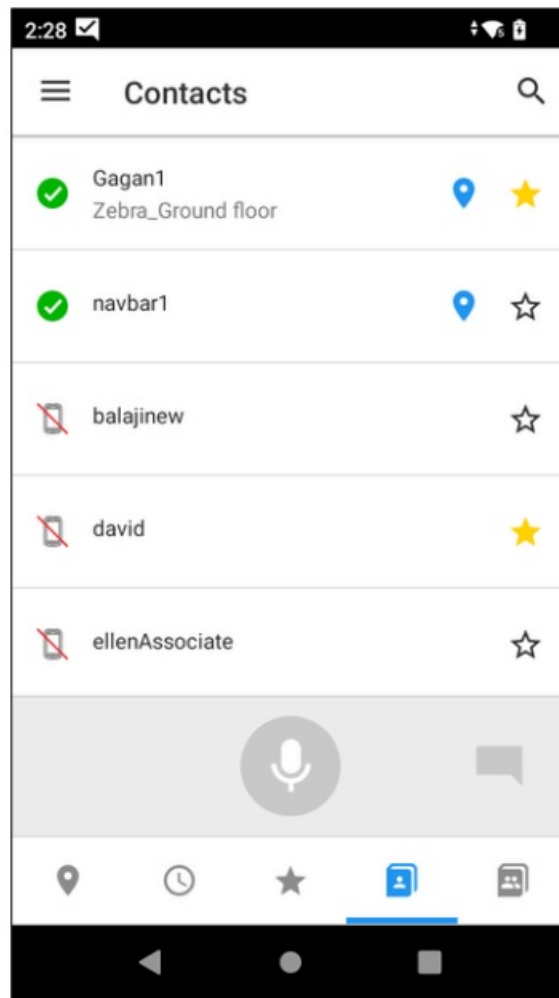 2:28
Contacts
Gagan1
Zebra_Ground floor
navbar1
balajinew
david
ellenAssociate